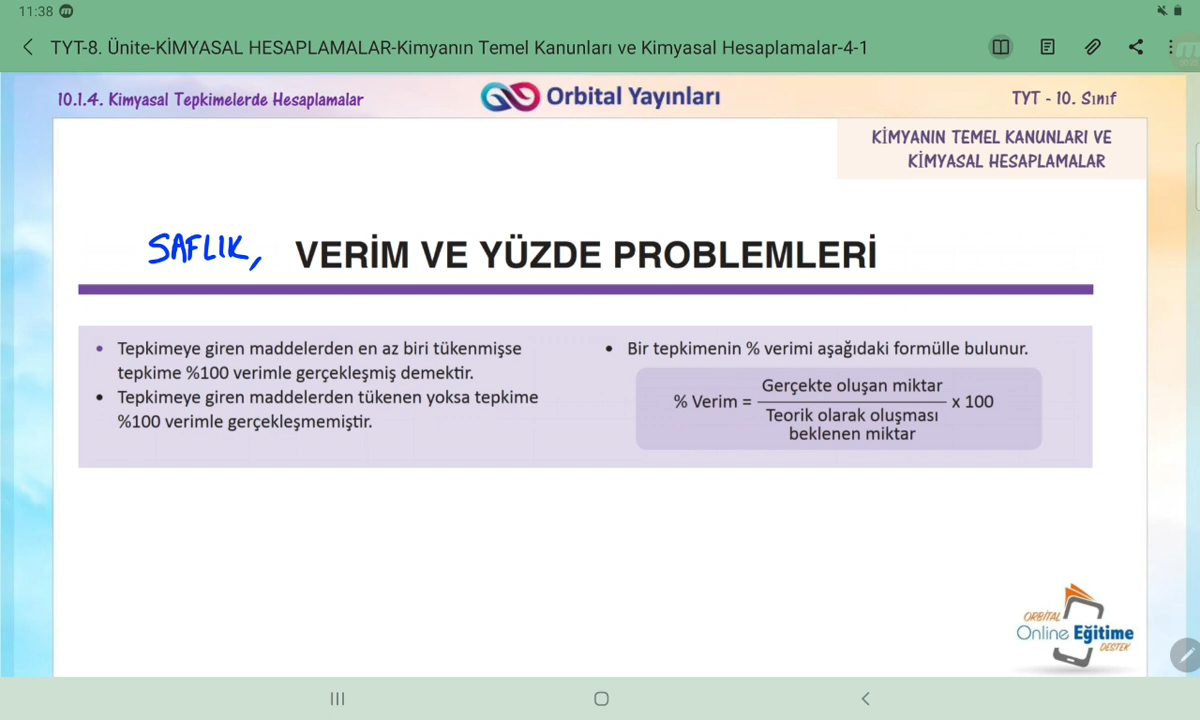 11:38
TYT-8. Ünite-KİMYASAL HESAPLAMALAR-Kimyanın Temel Kanunları ve Kimyasal Hesaplamalar-4-1
10.1.4. Kimyasal Tepkimelerde Hesaplamalar
Orbital Yayınları
TYT - 10. Sınıf
KİMYANIN TEMEL KANUNLARI VE
KİMYASAL HESAPLAMALAR
SAFLIK, VERİM VE YÜZDE PROBLEMLERİ
• Tepkimeye giren maddelerden en az biri tükenmişse
tepkime %100 verimle gerçekleşmiş demektir.
• Tepkimeye giren maddelerden tükenen yoksa tepkime
%100 verimle gerçekleşmemiştir.
• Bir tepkimenin % verimi aşağıdaki formülle bulunur.
Gerçekte oluşan miktar
% Verim = x 100
Teorik olarak oluşması
beklenen miktar
ORBİTAL
Online Eğitime
DESTEK